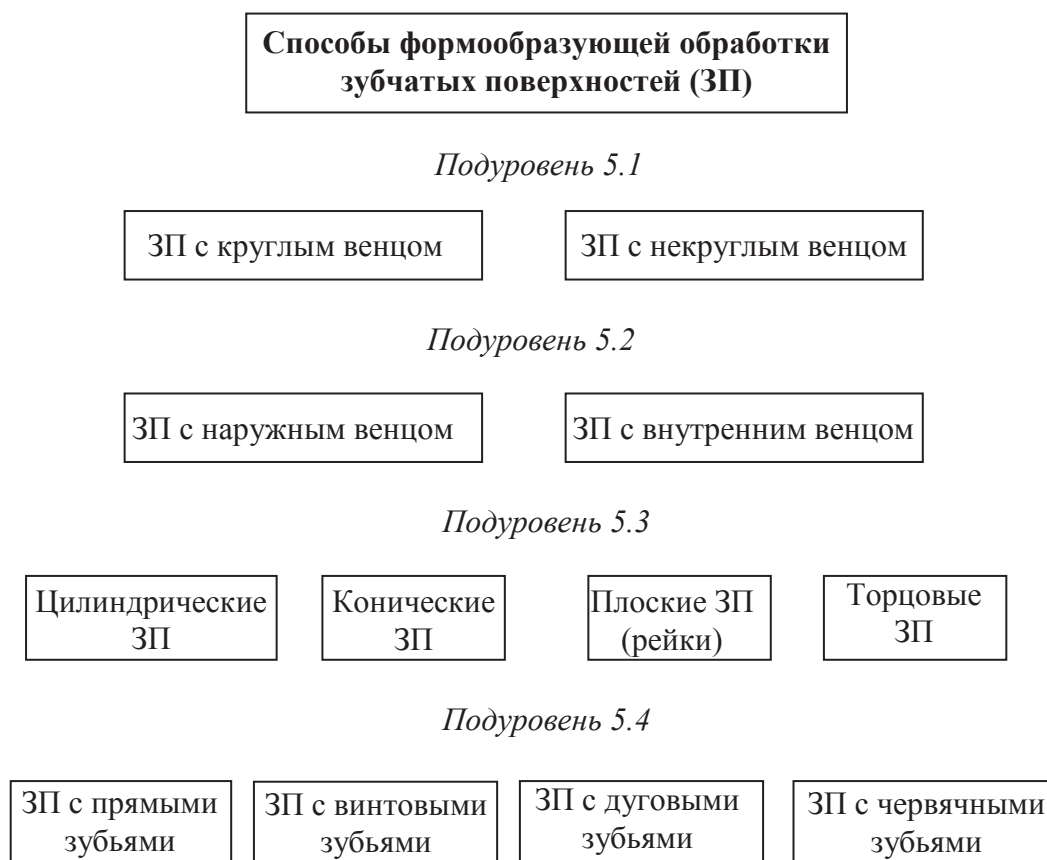 Способы формообразующей обработки
зубчатых поверхностей (ЗП)
Подуровень 5.1
ЗП с круглым венцом
ЗП с некруглым венцом
Подуровень 5.2
ЗП с наружным венцом
ЗП с внутренним венцом
Подуровень 5.3
Цилиндрические
ЗП
Конические
ЗП
Плоские ЗП
(рейки)
Торцовые
ЗП
Подуровень 5.4
ЗП с прямыми
зубьями
ЗП с винтовыми
зубьями
ЗП с дуговыми
зубьями
ЗП с червячными
зубьями